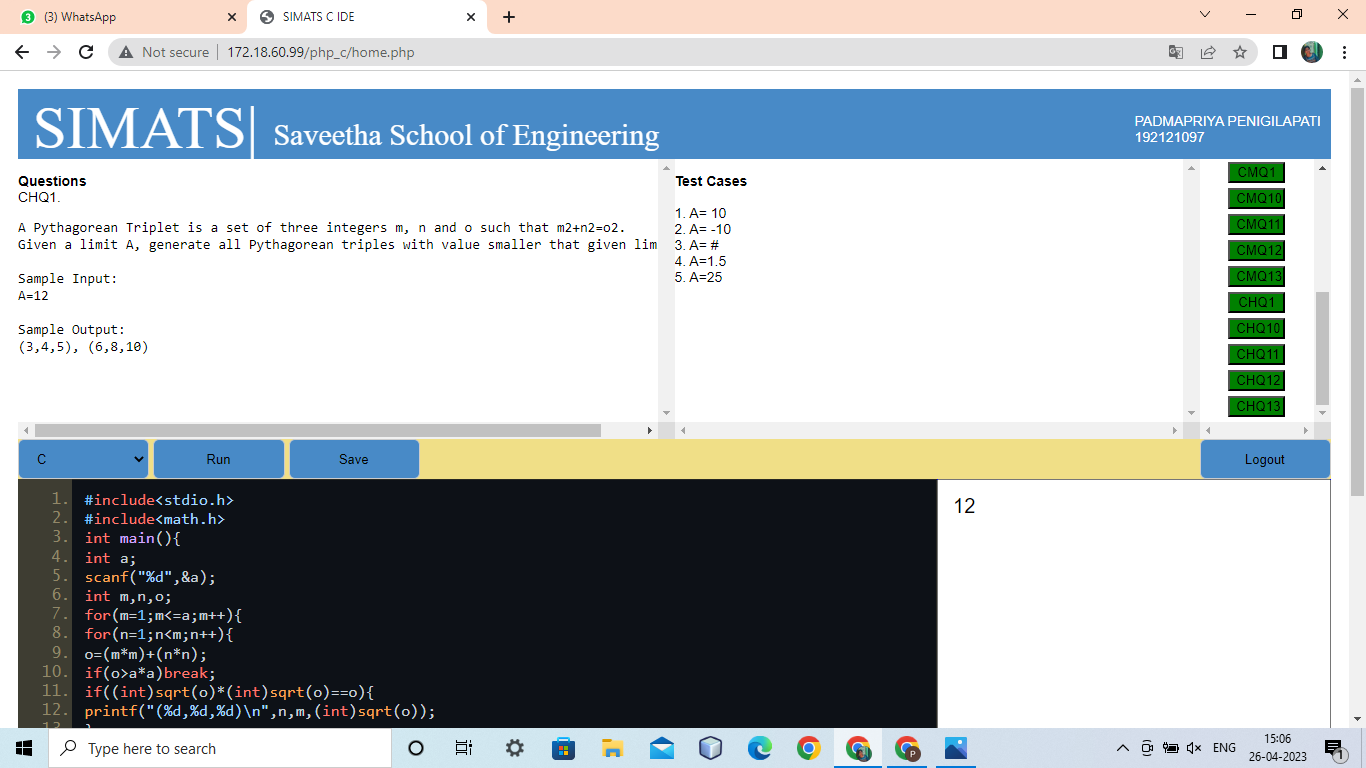 (3) WhatsApp
SIMATS C IDE
Not secure
172.18.60.99/php_c/home.php
SIMATS| Saveetha School of Engineering
PADMAPRIYA PENIGILAPATI
192121097
Questions
CHQ1.
A Pythagorean Triplet is a set of three integers m, n and o such that m2+n2=o2.
Given a limit A, generate all Pythagorean triples with value smaller that given lim
Sample Input:
A=12
Sample Output:
(3,4,5), (6,8,10)
Test Cases
1. A= 10
2. A= -10
3. A= #
4. A=1.5
5. A=25
CMQ1
CMQ10
CMQ11
CMQ12
CMQ13
CHQ1
CHQ10
CHQ11
CHQ12
CHQ13
C
Run
Save
Logout
1. #include<stdio.h>
2. #include<math.h>
3. int main(){
4. int a;
5. scanf("%d",&a);
6. int m,n,o;
7. for(m=1;m<=a;m++){
8. for(n=1;n<m;n++){
9. o=(m*m)+(n*n);
10. if(o>a*a)break;
11. if((int)sqrt(o)*(int)sqrt(o)==o){
12. printf("(%d,%d,%d)\n",n,m,(int)sqrt(o));
12
Type here to search
ENG
15:06
26-04-2023
1